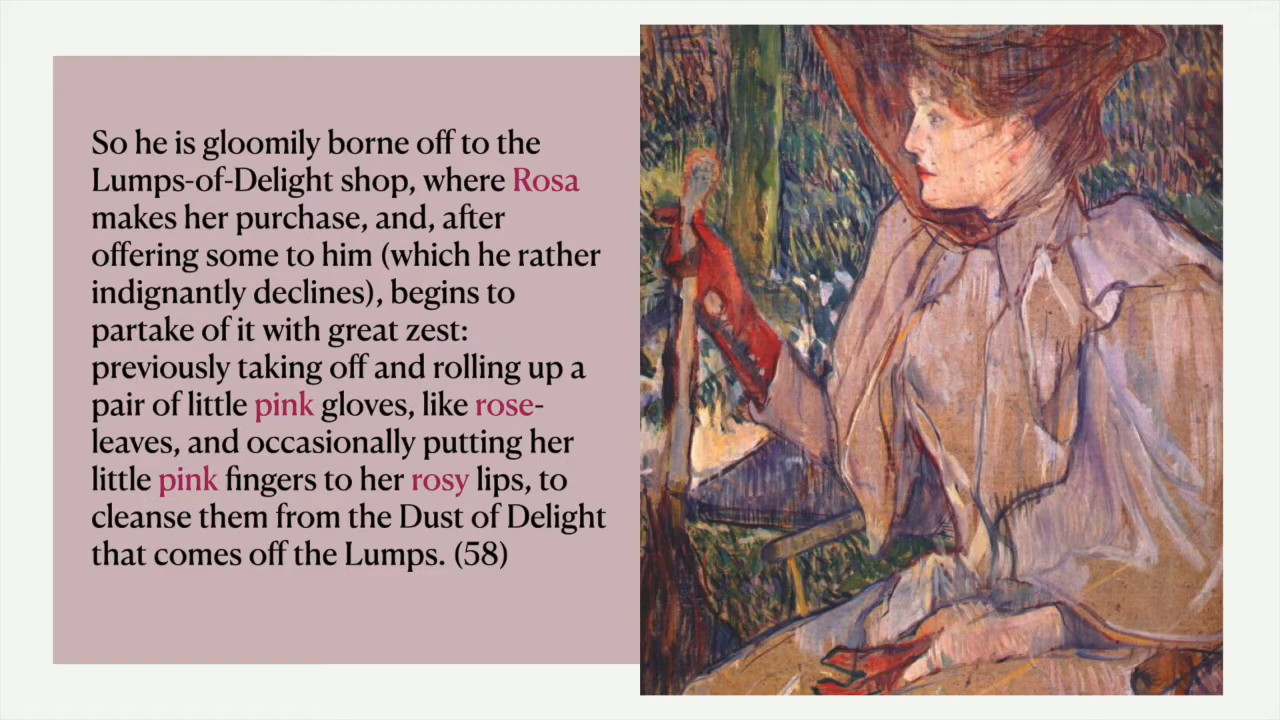 So he is gloomily borne off to the
Lumps-of-Delight shop, where Rosa
makes her purchase, and, after
offering some to him (which he rather
indignantly declines), begins to
partake of it with great zest:
previously taking off and rolling up a
pair of little pink gloves, like rose-
leaves, and occasionally putting her
little pink fingers to her rosy lips, to
cleanse them from the Dust of Delight
that comes off the Lumps. (58)